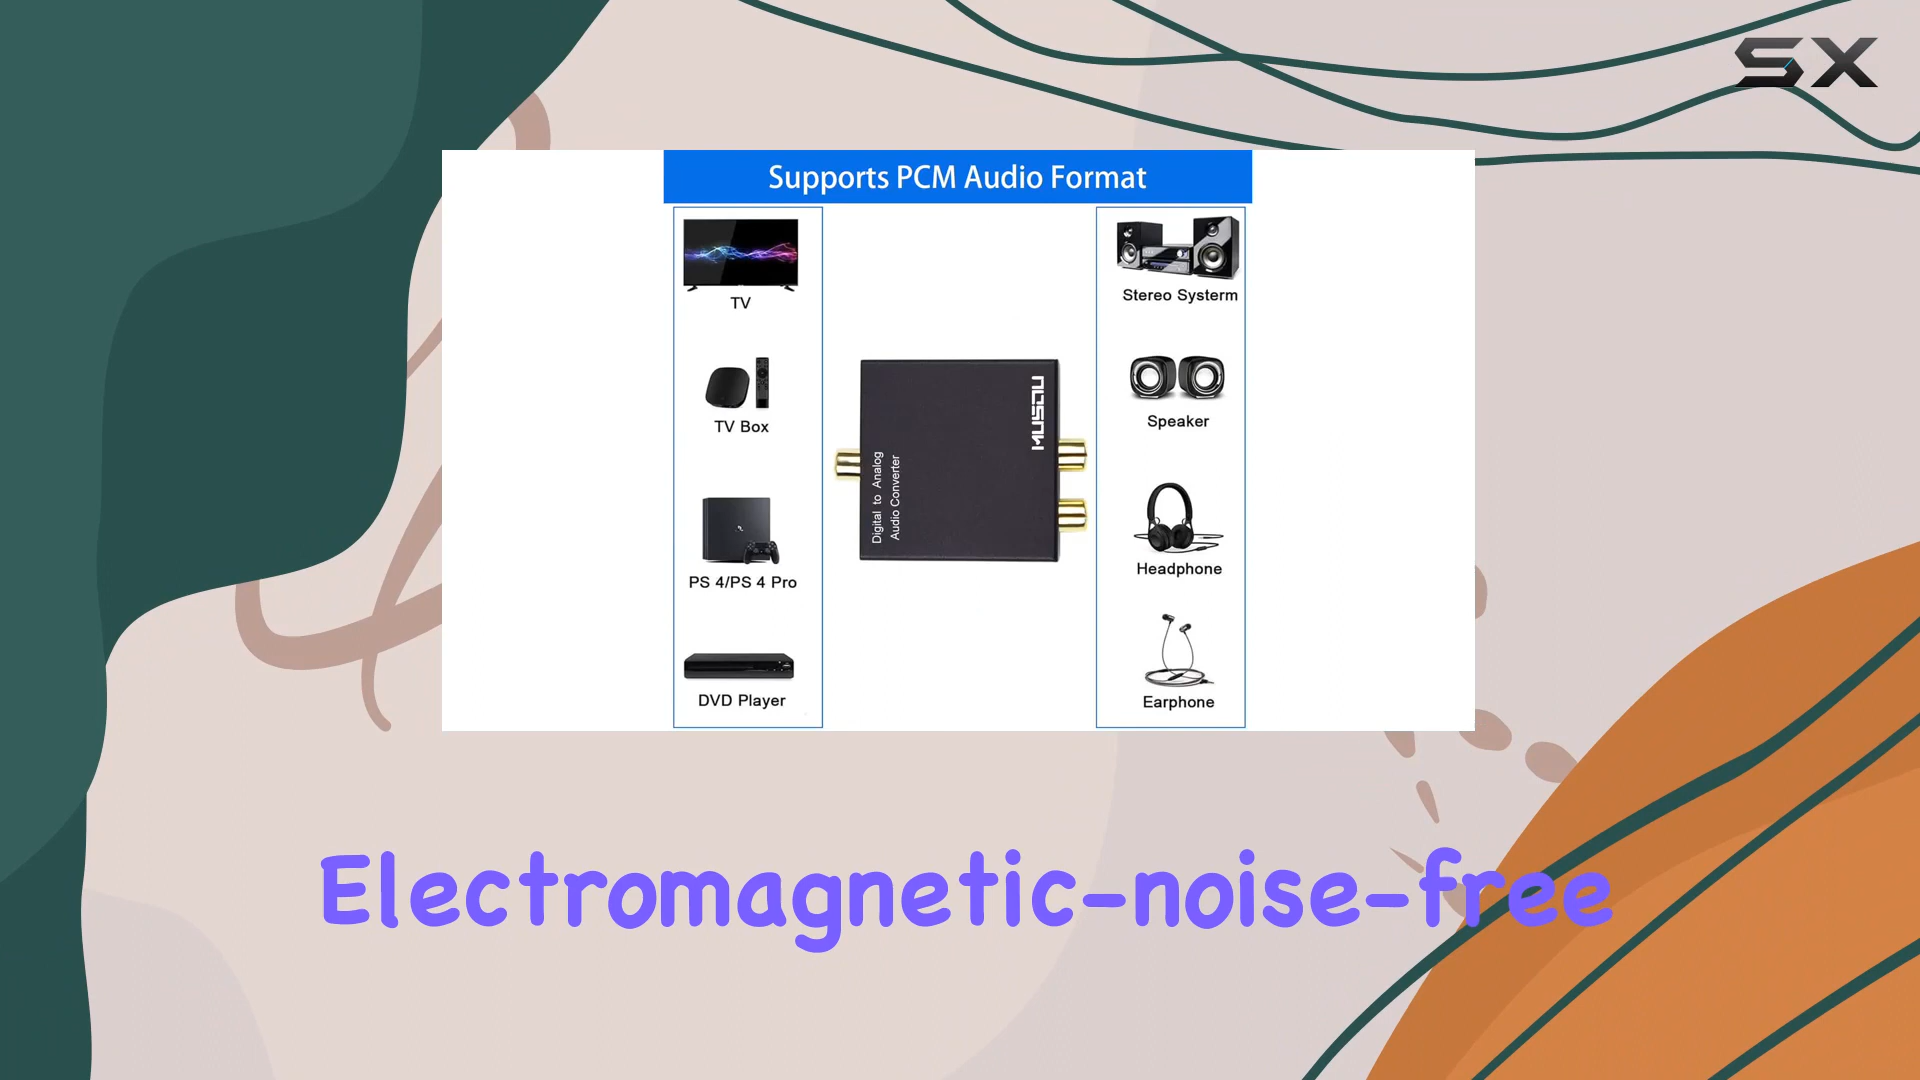 SX
Supports PCM Audio Format
TV
TV Box
PS 4/PS 4 Pro
DVD Player
MUSOU
Digital to Analog
Audio Converter
Stereo Systerm
Speaker
Headphone
Earphone
Electromagnetic-noise-free